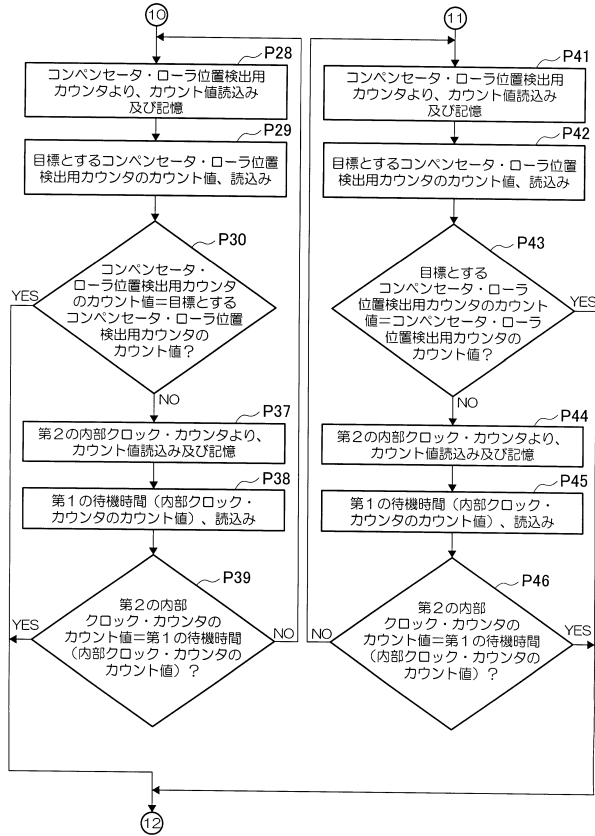 10
P28
コンペンセータ・ローラ位置検出用
カウンタより、カウント値読込み
及び記憶
P29
目標とするコンペンセータ・ローラ位置
検出用カウンタのカウント値、読込み
P30
コンペンセータ・
ローラ位置検出用カウンタ
のカウント値=目標とする
コンペンセータ・ローラ位置
検出用カウンタの
カウント値?
YES
NO
P37
第2の内部クロック・カウンタより、
カウント値読込み及び記憶
P38
第1の待機時間(内部クロック・
カウンタのカウント値)、読込み
P39
第2の内部
クロック・カウンタの
カウント値=第1の待機時間
(内部クロック・カウンタの
カウント値)?
YES
NO
11
P41
コンペンセータ・ローラ位置検出用
カウンタより、カウント値読込み
及び記憶
P42
目標とするコンペンセータ・ローラ位置
検出用カウンタのカウント値、読込み
P43
目標とする
コンペンセータ・ローラ
位置検出用カウンタのカウント
値=コンペンセータ・ローラ
位置検出用カウンタの
カウント値?
YES
NO
P44
第2の内部クロック・カウンタより、
カウント値読込み及び記憶
P45
第1の待機時間(内部クロック・
カウンタのカウント値)、読込み
P46
第2の内部
クロック・カウンタの
カウント値=第1の待機時間
(内部クロック・カウンタの
カウント値)?
NO
YES
12